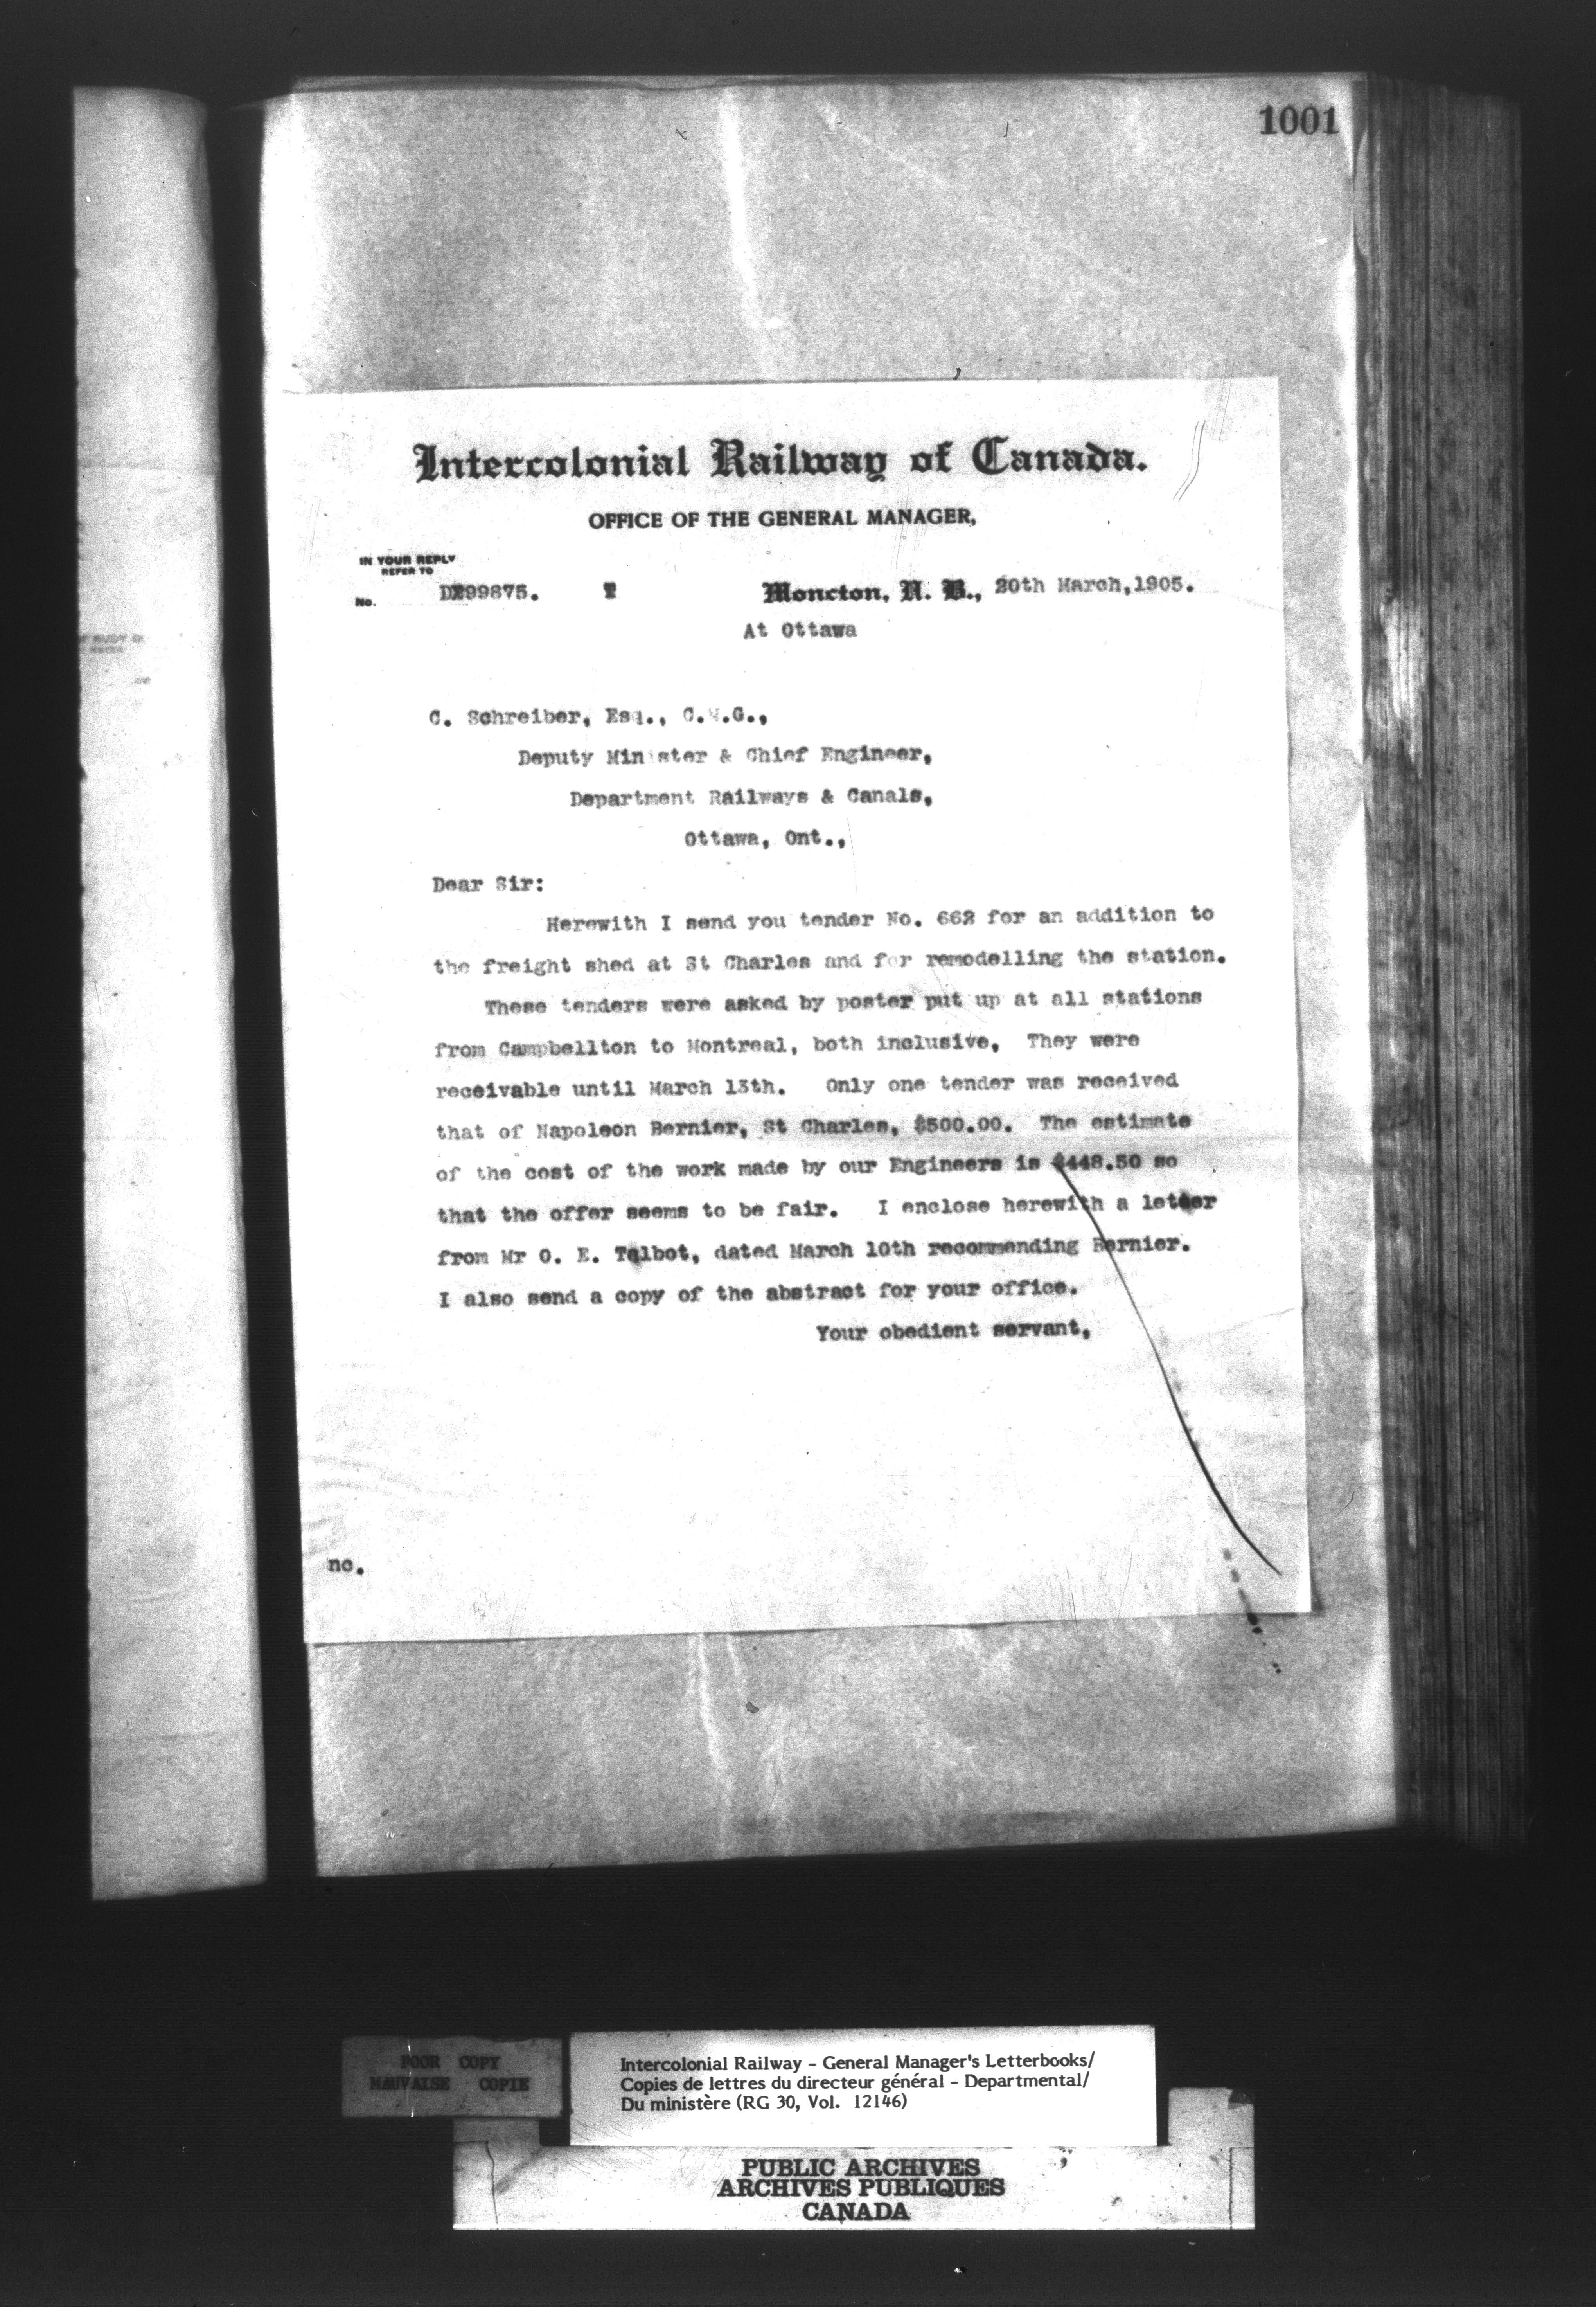 1001
Intercolonial Railway of Canada.
OFFICE OF THE GENERAL MANAGER,
IN YOUR REPLY
REFER TO
No. 99875. T Moncton, N. B., 20th March,1905.
At Ottawa
C. Schreiber, Esq., C.M.G.,
Deputy Minister & Chief Engineer,
Department Railways & Canals,
Ottawa, Ont.,
Dear Sir:
Herewith I send you tender No. 662 for an addition to
the freight shed at St Charles and for remodelling the station.
These tenders were asked by poster put up at all stations
from Campbellton to Montreal, both inclusive. They were
receivable until March 13th. Only one tender was received
that of Napoleon Bernier, St Charles, $500.00. The estimate
of the cost of the work made by our Engineers is $448.50 so
that the offer seems to be fair. I enclose herewith a letter
from Mr O. E. Talbot, dated March 10th recommending Bernier.
I also send a copy of the abstract for your office.
Your obedient servant,
nc.
POOR COPY
MAUVAISE COPIE
Intercolonial Railway - General Manager's Letterbooks/
Copies de lettres du directeur général - Departmental/
Du ministère (RG 30, Vol. 12146)
PUBLIC ARCHIVES
ARCHIVES PUBLIQUES
CANADA